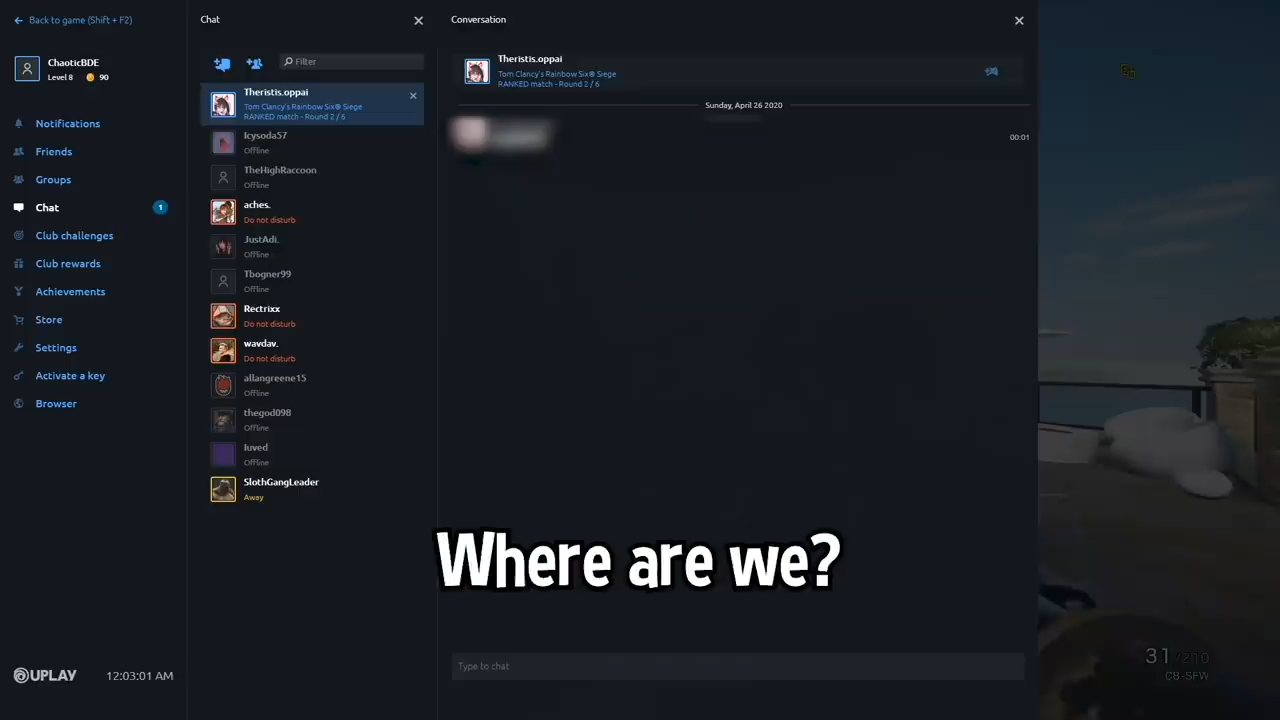 Back to game (Shift + F2)
ChaoticBDE
Level 8
90
Notifications
Friends
Groups
Chat
1
Club challenges
Club rewards
Achievements
Store
Settings
Activate a key
Browser
UPLAY
12:03:01 AM
Chat
Filter
Theristis.oppai
Tom Clancy's Rainbow Six® Siege
RANKED match - Round 2 / 6
Icysoda57
Offline
TheHighRaccoon
Offline
aches.
Do not disturb
JustAdi.
Offline
Tbogner99
Offline
Rectrixx
Do not disturb
wavdav.
Do not disturb
allangreene15
Offline
thegod098
Offline
Offline
SlothGangLeader
Away
Conversation
Theristis.oppai
Tom Clancy's Rainbow Six® Siege
RANKED match - Round 2 / 6
Sunday, April 26 2020
00:01
Where are we?
Type to chat
31 / 210
C8-SFW